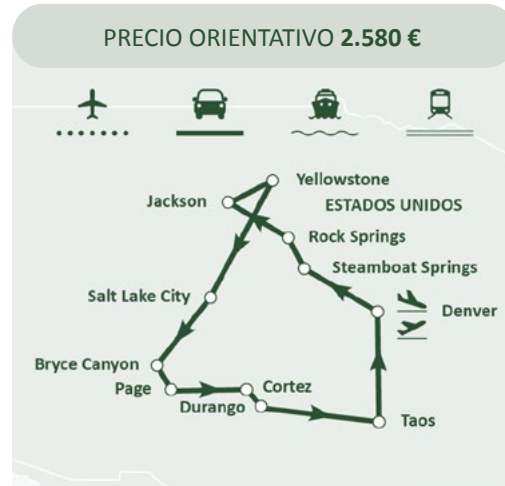 PRECIO ORIENTATIVO 2.580 €
Yellowstone
Jackson
ESTADOS UNIDOS
Rock Springs
Steamboat Springs
Salt Lake City
Denver
Bryce Canyon
Page
Cortez
Durango
Taos